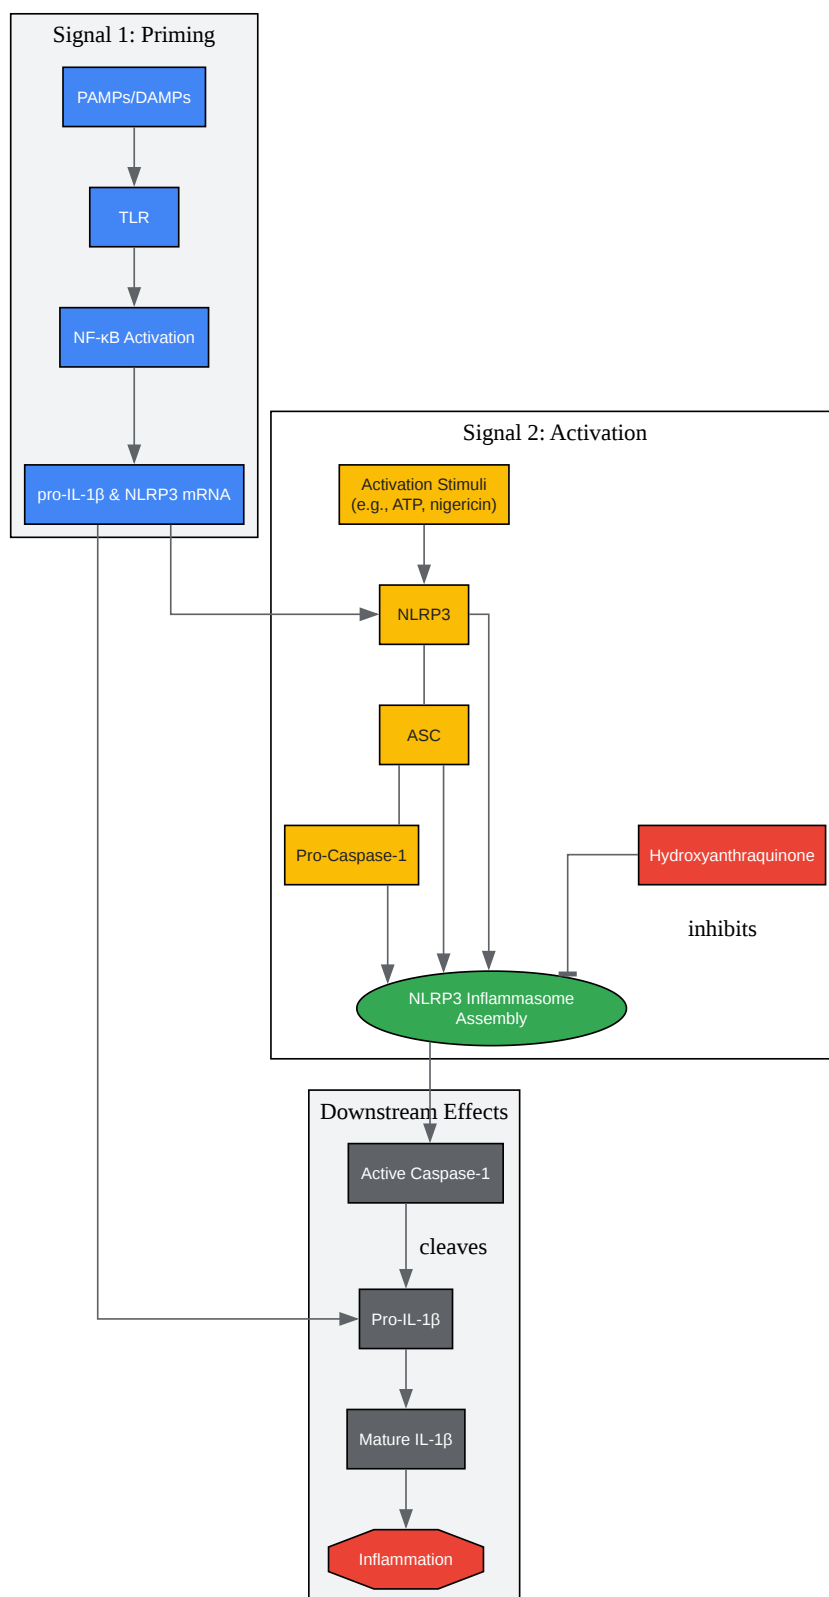 Signal 1: Priming
PAMPs/DAMPs
TLR
NF-κB Activation
pro-IL-1β & NLRP3 mRNA
Signal 2: Activation
Activation Stimuli
(e.g., ATP, nigericin)
NLRP3
ASC
Pro-Caspase-1
Hydroxyanthraquinone
inhibits
NLRP3 Inflammasome
Assembly
Downstream Effects
Active Caspase-1
cleaves
Pro-IL-1β
Mature IL-1β
Inflammation